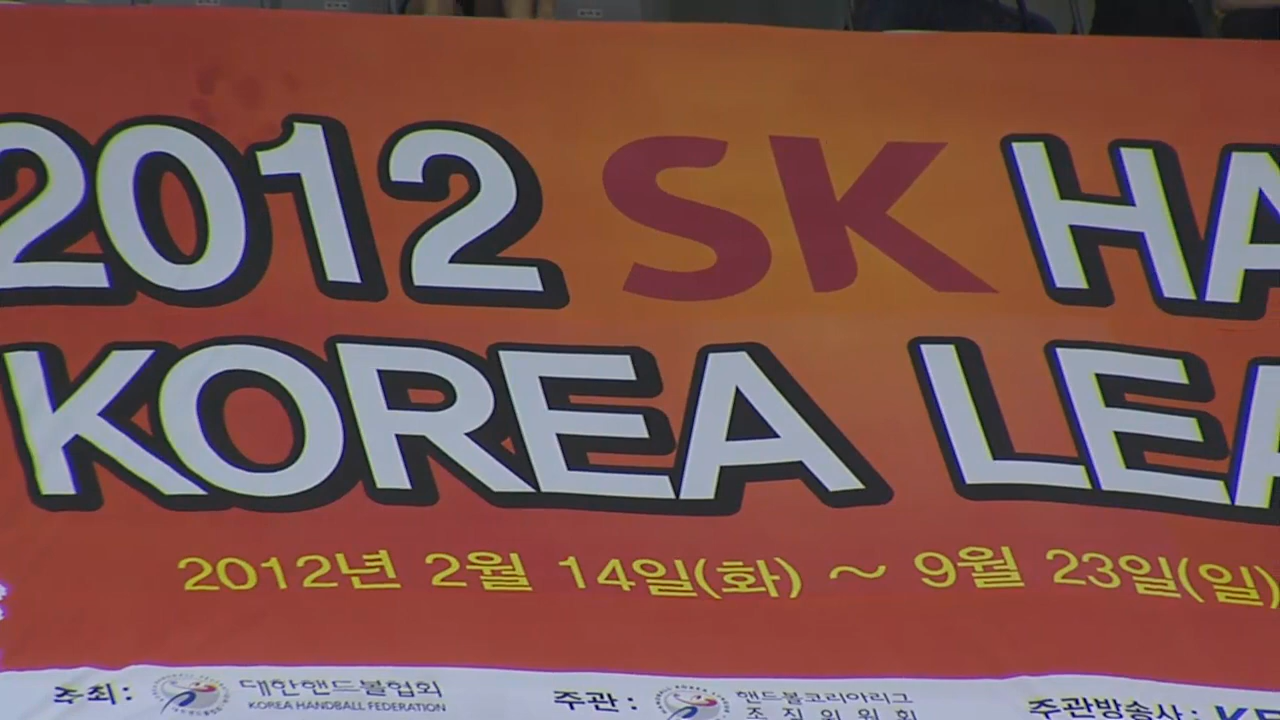 2012 SK HA
KOREA LEA
2012년 2월 14일(화) ~ 9월 23일(일)
주최: 대한핸드볼협회 주관: 핸드볼코리아리그 주관방송사:
KOREA HANDBALL FEDERATION 조직위원회